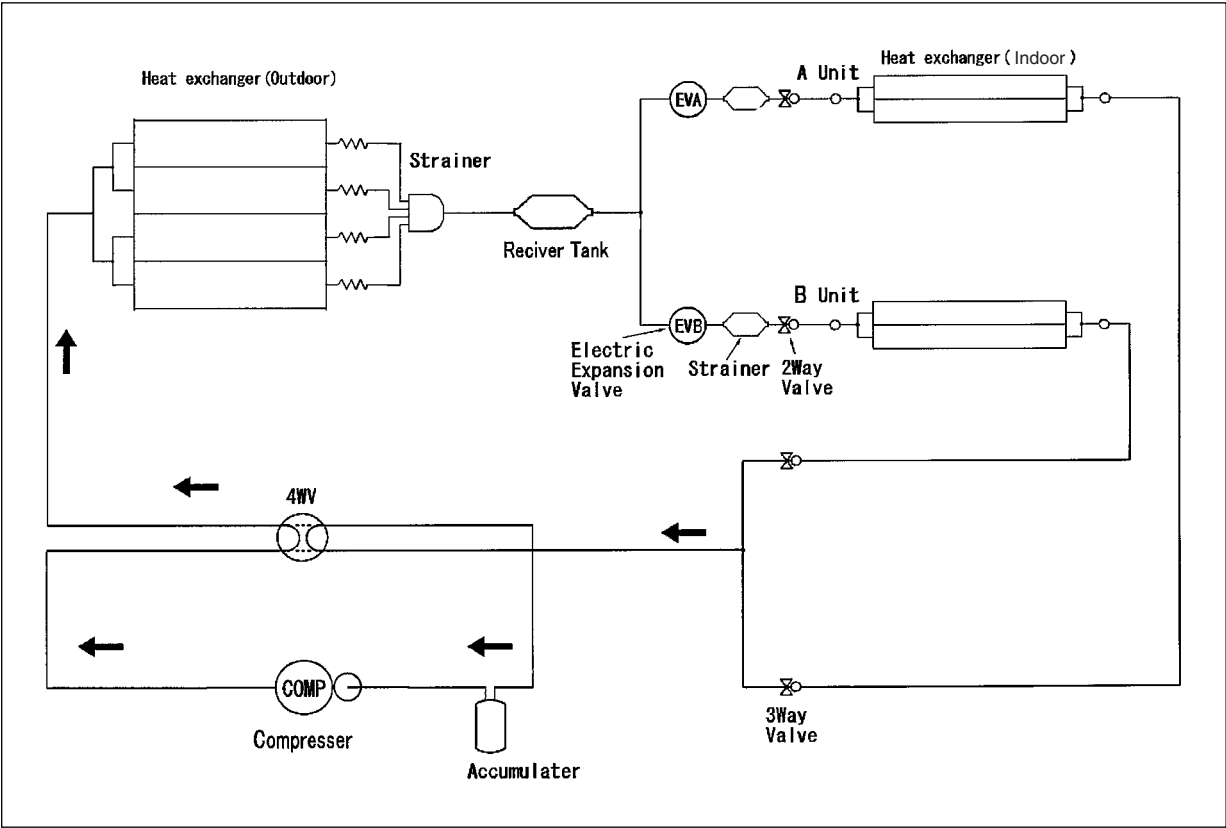 Heat exchanger (Outdoor)
Heat exchanger ( Indoor )
A Unit
EVA
Strainer
Reciver Tank
B Unit
EVB
Electric
Expansion
Valve
Strainer
2Way
Valve
4WV
COMP
Compresser
Accumulater
3Way
Valve